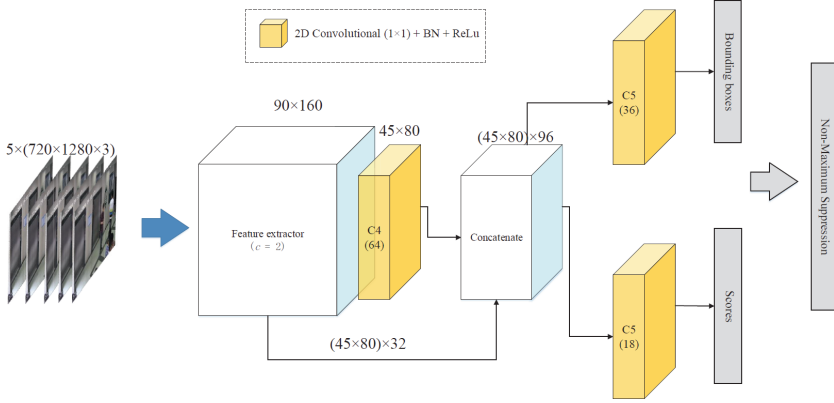 2D Convolutional (1×1) + BN + ReLu
5×(720×1280×3)
90×160
Feature extractor
(c = 2)
45×80
C4
(64)
(45×80)×32
(45×80)×96
Concatenate
C5
(36)
Bounding boxes
C5
(18)
Scores
Non-Maximum Suppression